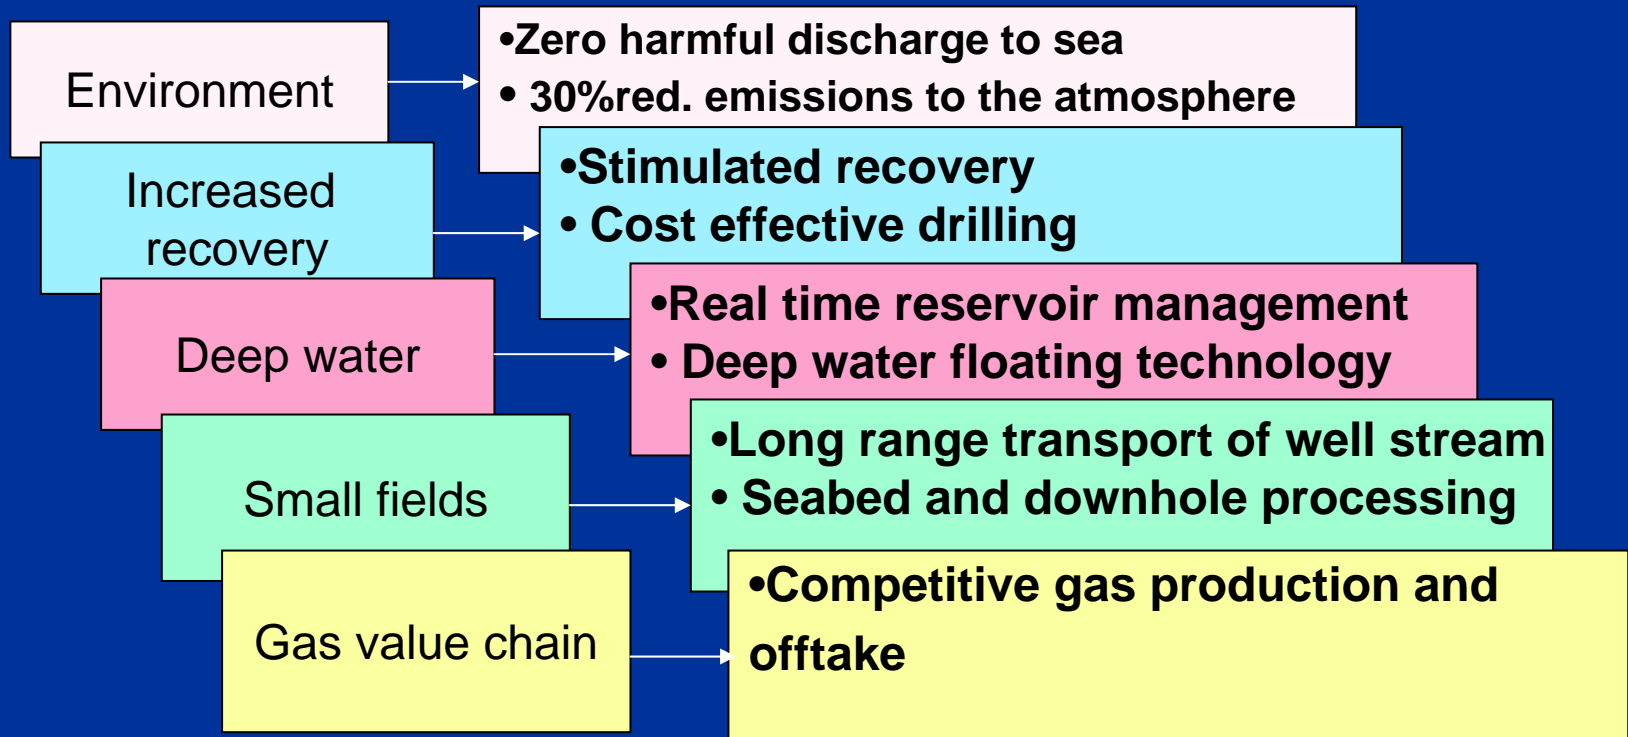 Environment
•Zero harmful discharge to sea
• 30%red. emissions to the atmosphere
Increased
recovery
•Stimulated recovery
• Cost effective drilling
Deep water
•Real time reservoir management
• Deep water floating technology
Small fields
•Long range transport of well stream
• Seabed and downhole processing
Gas value chain
•Competitive gas production and
offtake